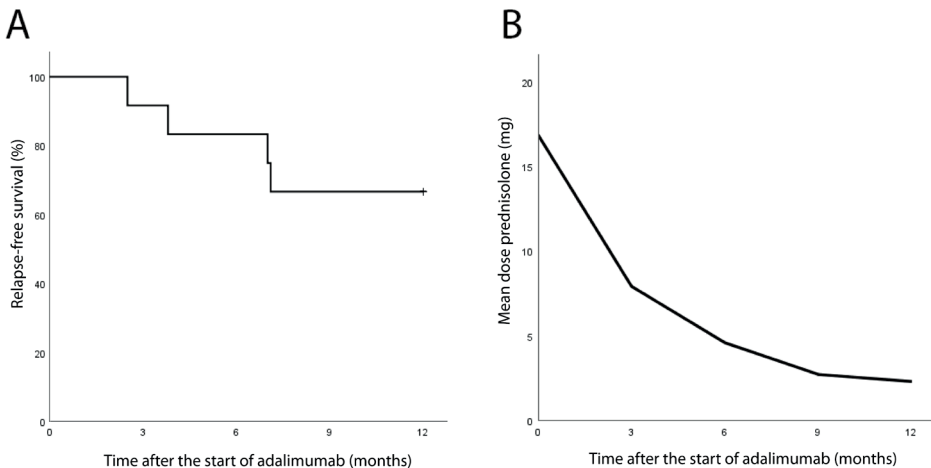 A
B
Relapse-free survival (%)
100
80
60
40
20
0
0 3 6 9 12
Time after the start of adalimumab (months)
Mean dose prednisolone (mg)
20
15
10
5
0
0 3 6 9 12
Time after the start of adalimumab (months)